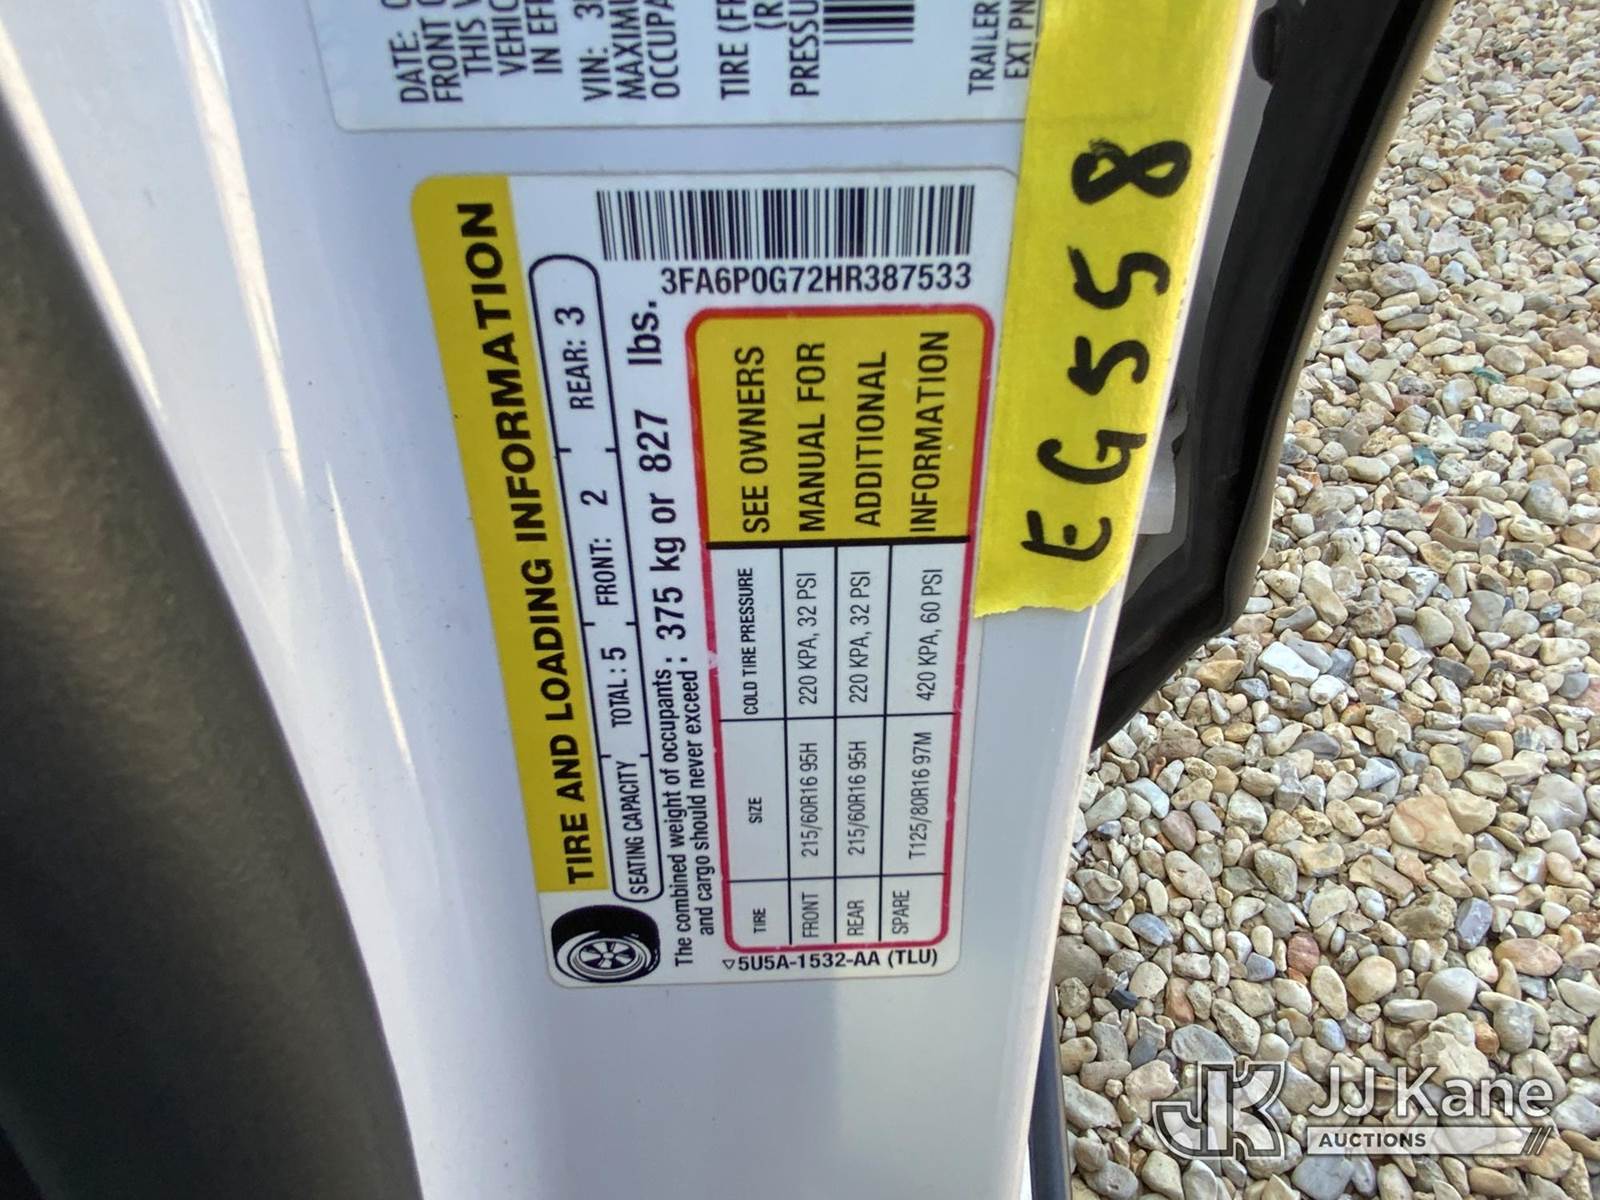 DATE:
FRONT
THIS
VEHIC
IN EFF
VIN: 3
MAXIMU
OCCUPA
TIRE (FR
(R
PRESSU
TRAILER
EXT PN
EG558
TIRE AND LOADING INFORMATION
SEATING CAPACITY TOTAL: 5 FRONT: 2 REAR: 3
The combined weight of occupants
and cargo should never exceed : 375 kg or 827 lbs.
3FA6P0G72HR387533
TIRE SIZE COLD TIRE PRESSURE
FRONT 215/60R16 95H 220 KPA, 32 PSI
REAR 215/60R16 95H 220 KPA, 32 PSI
SPARE T125/80R16 97M 420 KPA, 60 PSI
SEE OWNERS
MANUAL FOR
ADDITIONAL
INFORMATION
5U5A-1532-AA (TLU)
JK
JJ Kane
AUCTIONS